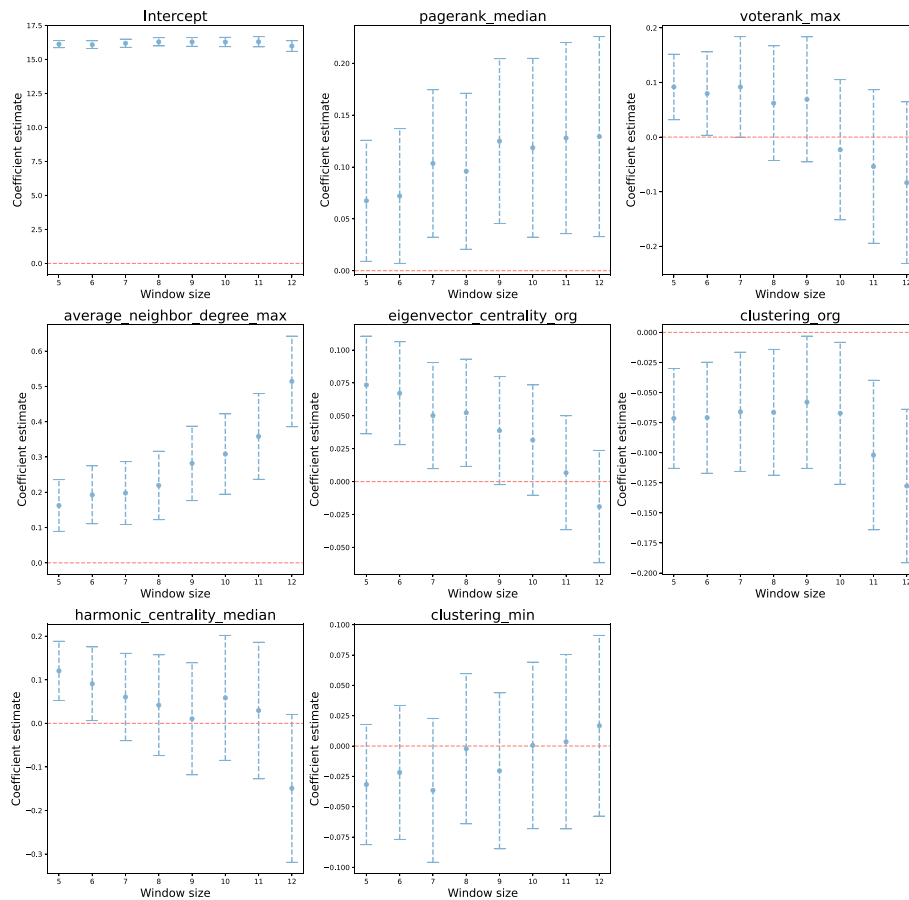 Intercept
pagerank_median
voterank_max
Coefficient estimate
17.5
15.0
12.5
10.0
7.5
5.0
2.5
0.0
5 6 7 8 9 10 11 12
Window size
Coefficient estimate
0.20
0.15
0.10
0.05
0.00
5 6 7 8 9 10 11 12
Window size
Coefficient estimate
0.2
0.1
0.0
−0.1
−0.2
5 6 7 8 9 10 11 12
Window size
average_neighbor_degree_max
eigenvector_centrality_org
clustering_org
Coefficient estimate
0.6
0.5
0.4
0.3
0.2
0.1
0.0
5 6 7 8 9 10 11 12
Window size
Coefficient estimate
0.100
0.075
0.050
0.025
0.000
−0.025
−0.050
5 6 7 8 9 10 11 12
Window size
Coefficient estimate
0.000
−0.025
−0.050
−0.075
−0.100
−0.125
−0.150
−0.175
−0.200
5 6 7 8 9 10 11 12
Window size
harmonic_centrality_median
clustering_min
Coefficient estimate
0.2
0.1
0.0
−0.1
−0.2
−0.3
5 6 7 8 9 10 11 12
Window size
Coefficient estimate
0.100
0.075
0.050
0.025
0.000
−0.025
−0.050
−0.075
−0.100
5 6 7 8 9 10 11 12
Window size